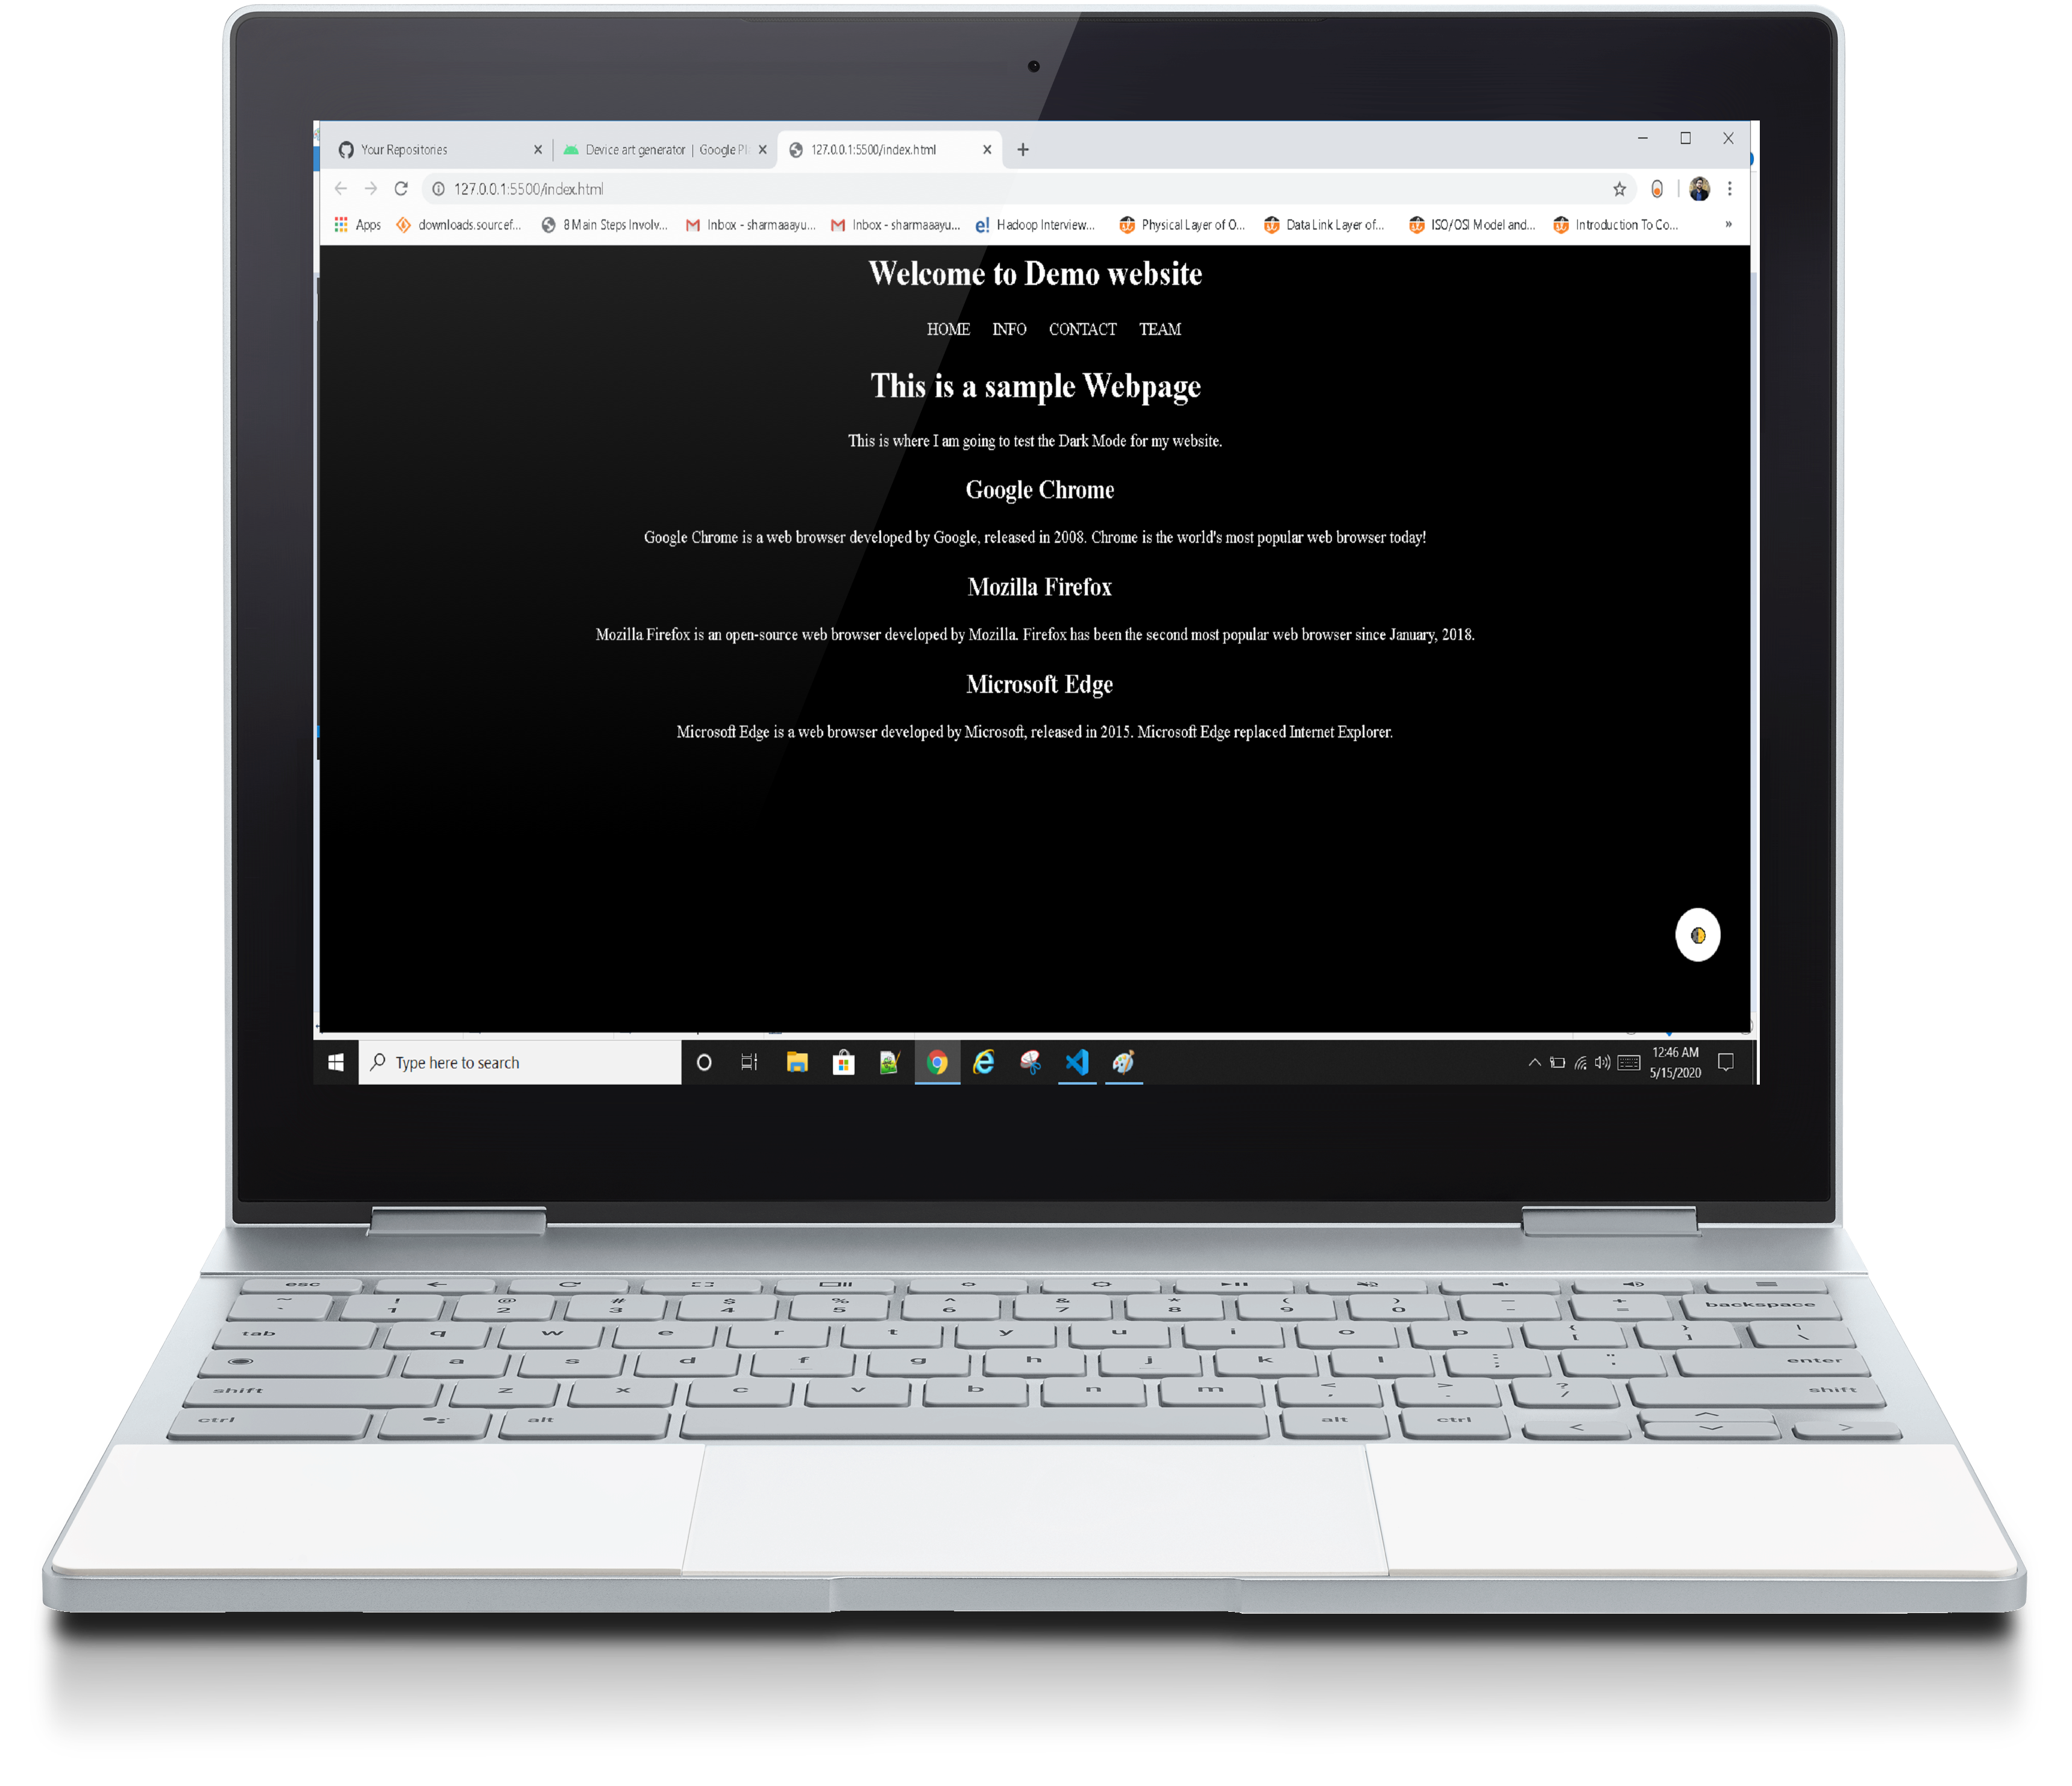 Your Repositories
Device art generator | Google Pl
127.0.0.1:5500/index.html
127.0.0.1:5500/index.html
Apps
downloads.sourcef...
8 Main Steps Involv...
Inbox - sharmaaayu...
Inbox - sharmaaayu...
e! Hadoop Interview...
Physical Layer of O...
Data Link Layer of...
ISO/OSI Model and...
Introduction To Co...
»
Welcome to Demo website
HOME INFO CONTACT TEAM
This is a sample Webpage
This is where I am going to test the Dark Mode for my website.
Google Chrome
Google Chrome is a web browser developed by Google, released in 2008. Chrome is the world's most popular web browser today!
Mozilla Firefox
Mozilla Firefox is an open-source web browser developed by Mozilla. Firefox has been the second most popular web browser since January, 2018.
Microsoft Edge
Microsoft Edge is a web browser developed by Microsoft, released in 2015. Microsoft Edge replaced Internet Explorer.
Type here to search
12:46 AM
5/15/2020
esc
~ ! @ # $ % ^ & * ( ) _ +
` 1 2 3 4 5 6 7 8 9 0 - = backspace
tab q w e r t y u i o p { [ } ] | \
a s d f g h j k l : ; " ' enter
shift z x c v b n m < , > . ? / shift
ctrl alt alt ctrl < >